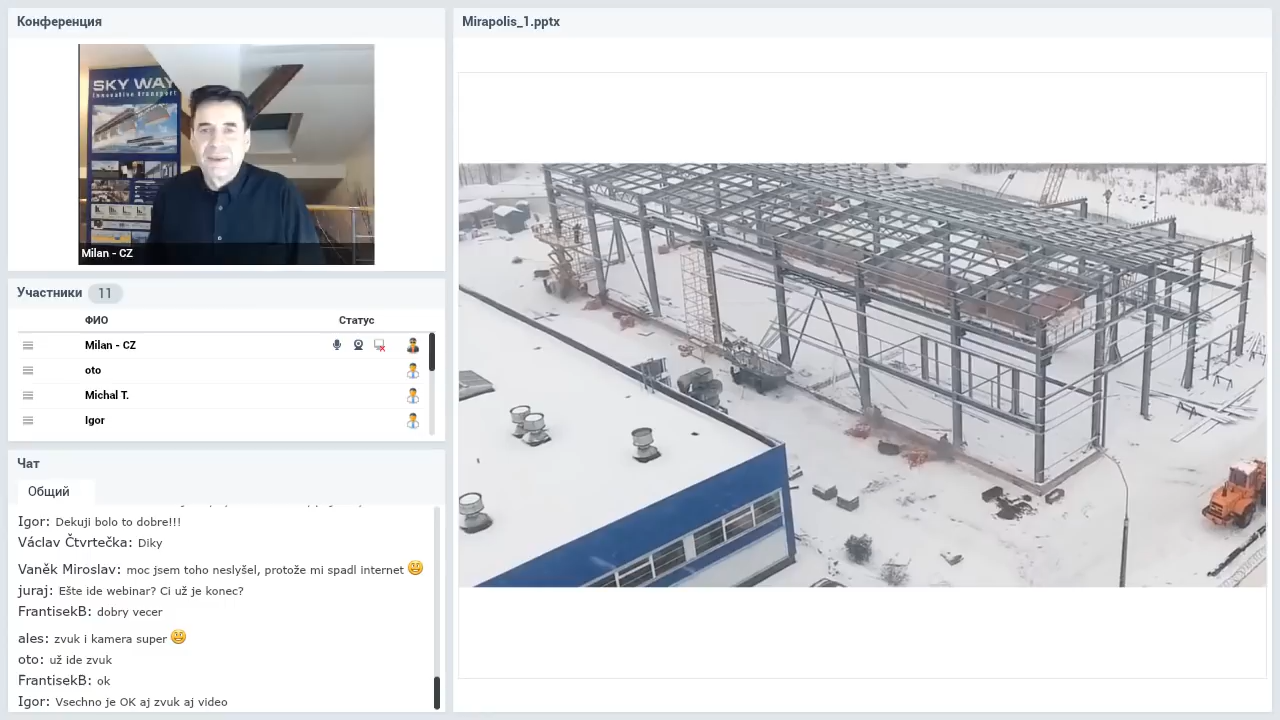 Конференция
SKY WAY
Innovative transport
Milan - CZ
Участники 11
ФИО Статус
Milan - CZ
oto
Michal T.
Igor
Чат
Общий
Igor: Dekuji bolo to dobre!!!
Václav Čtvrtečka: Diky
Vaněk Miroslav: moc jsem toho neslyšel, protože mi spadl internet
juraj: Ešte ide webinar? Ci už je konec?
FrantisekB: dobry vecer
ales: zvuk i kamera super
oto: už ide zvuk
FrantisekB: ok
Igor: Vsechno je OK aj zvuk aj video
Mirapolis_1.pptx